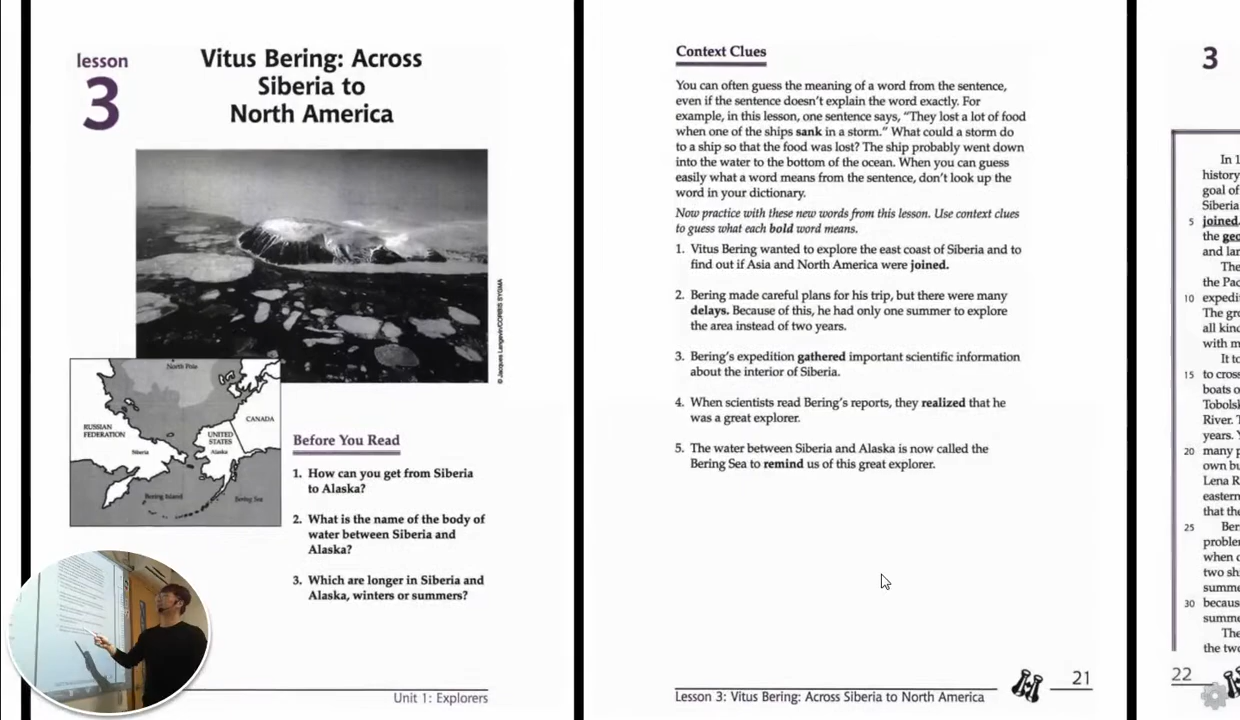 lesson
3
Vitus Bering: Across
Siberia to
North America
© Jacques Langevin/CORBIS SYGMA
North Pole
RUSSIAN
FEDERATION
CANADA
UNITED
STATES
Alaska
Siberia
Bering Island
Bering Sea
Before You Read
1. How can you get from Siberia
to Alaska?
2. What is the name of the body of
water between Siberia and
Alaska?
3. Which are longer in Siberia and
Alaska, winters or summers?
Unit 1: Explorers
Context Clues
You can often guess the meaning of a word from the sentence,
even if the sentence doesn't explain the word exactly. For
example, in this lesson, one sentence says, "They lost a lot of food
when one of the ships sank in a storm." What could a storm do
to a ship so that the food was lost? The ship probably went down
into the water to the bottom of the ocean. When you can guess
easily what a word means from the sentence, don't look up the
word in your dictionary.
Now practice with these new words from this lesson. Use context clues
to guess what each bold word means.
1. Vitus Bering wanted to explore the east coast of Siberia and to
find out if Asia and North America were joined.
2. Bering made careful plans for his trip, but there were many
delays. Because of this, he had only one summer to explore
the area instead of two years.
3. Bering's expedition gathered important scientific information
about the interior of Siberia.
4. When scientists read Bering's reports, they realized that he
was a great explorer.
5. The water between Siberia and Alaska is now called the
Bering Sea to remind us of this great explorer.
Lesson 3: Vitus Bering: Across Siberia to North America
21
3
In 1
history
goal of
Siberia
5 joined.
the geo
and lar
The
the Pac
10 expedi
The gro
all kind
with m
It to
15 to cross
boats o
Tobolsk
River. T
years. Y
20 many p
own bu
Lena R
eastern
that the
25 Ber
probler
when o
two shi
summe
30 becaus
summe
The
the two
22